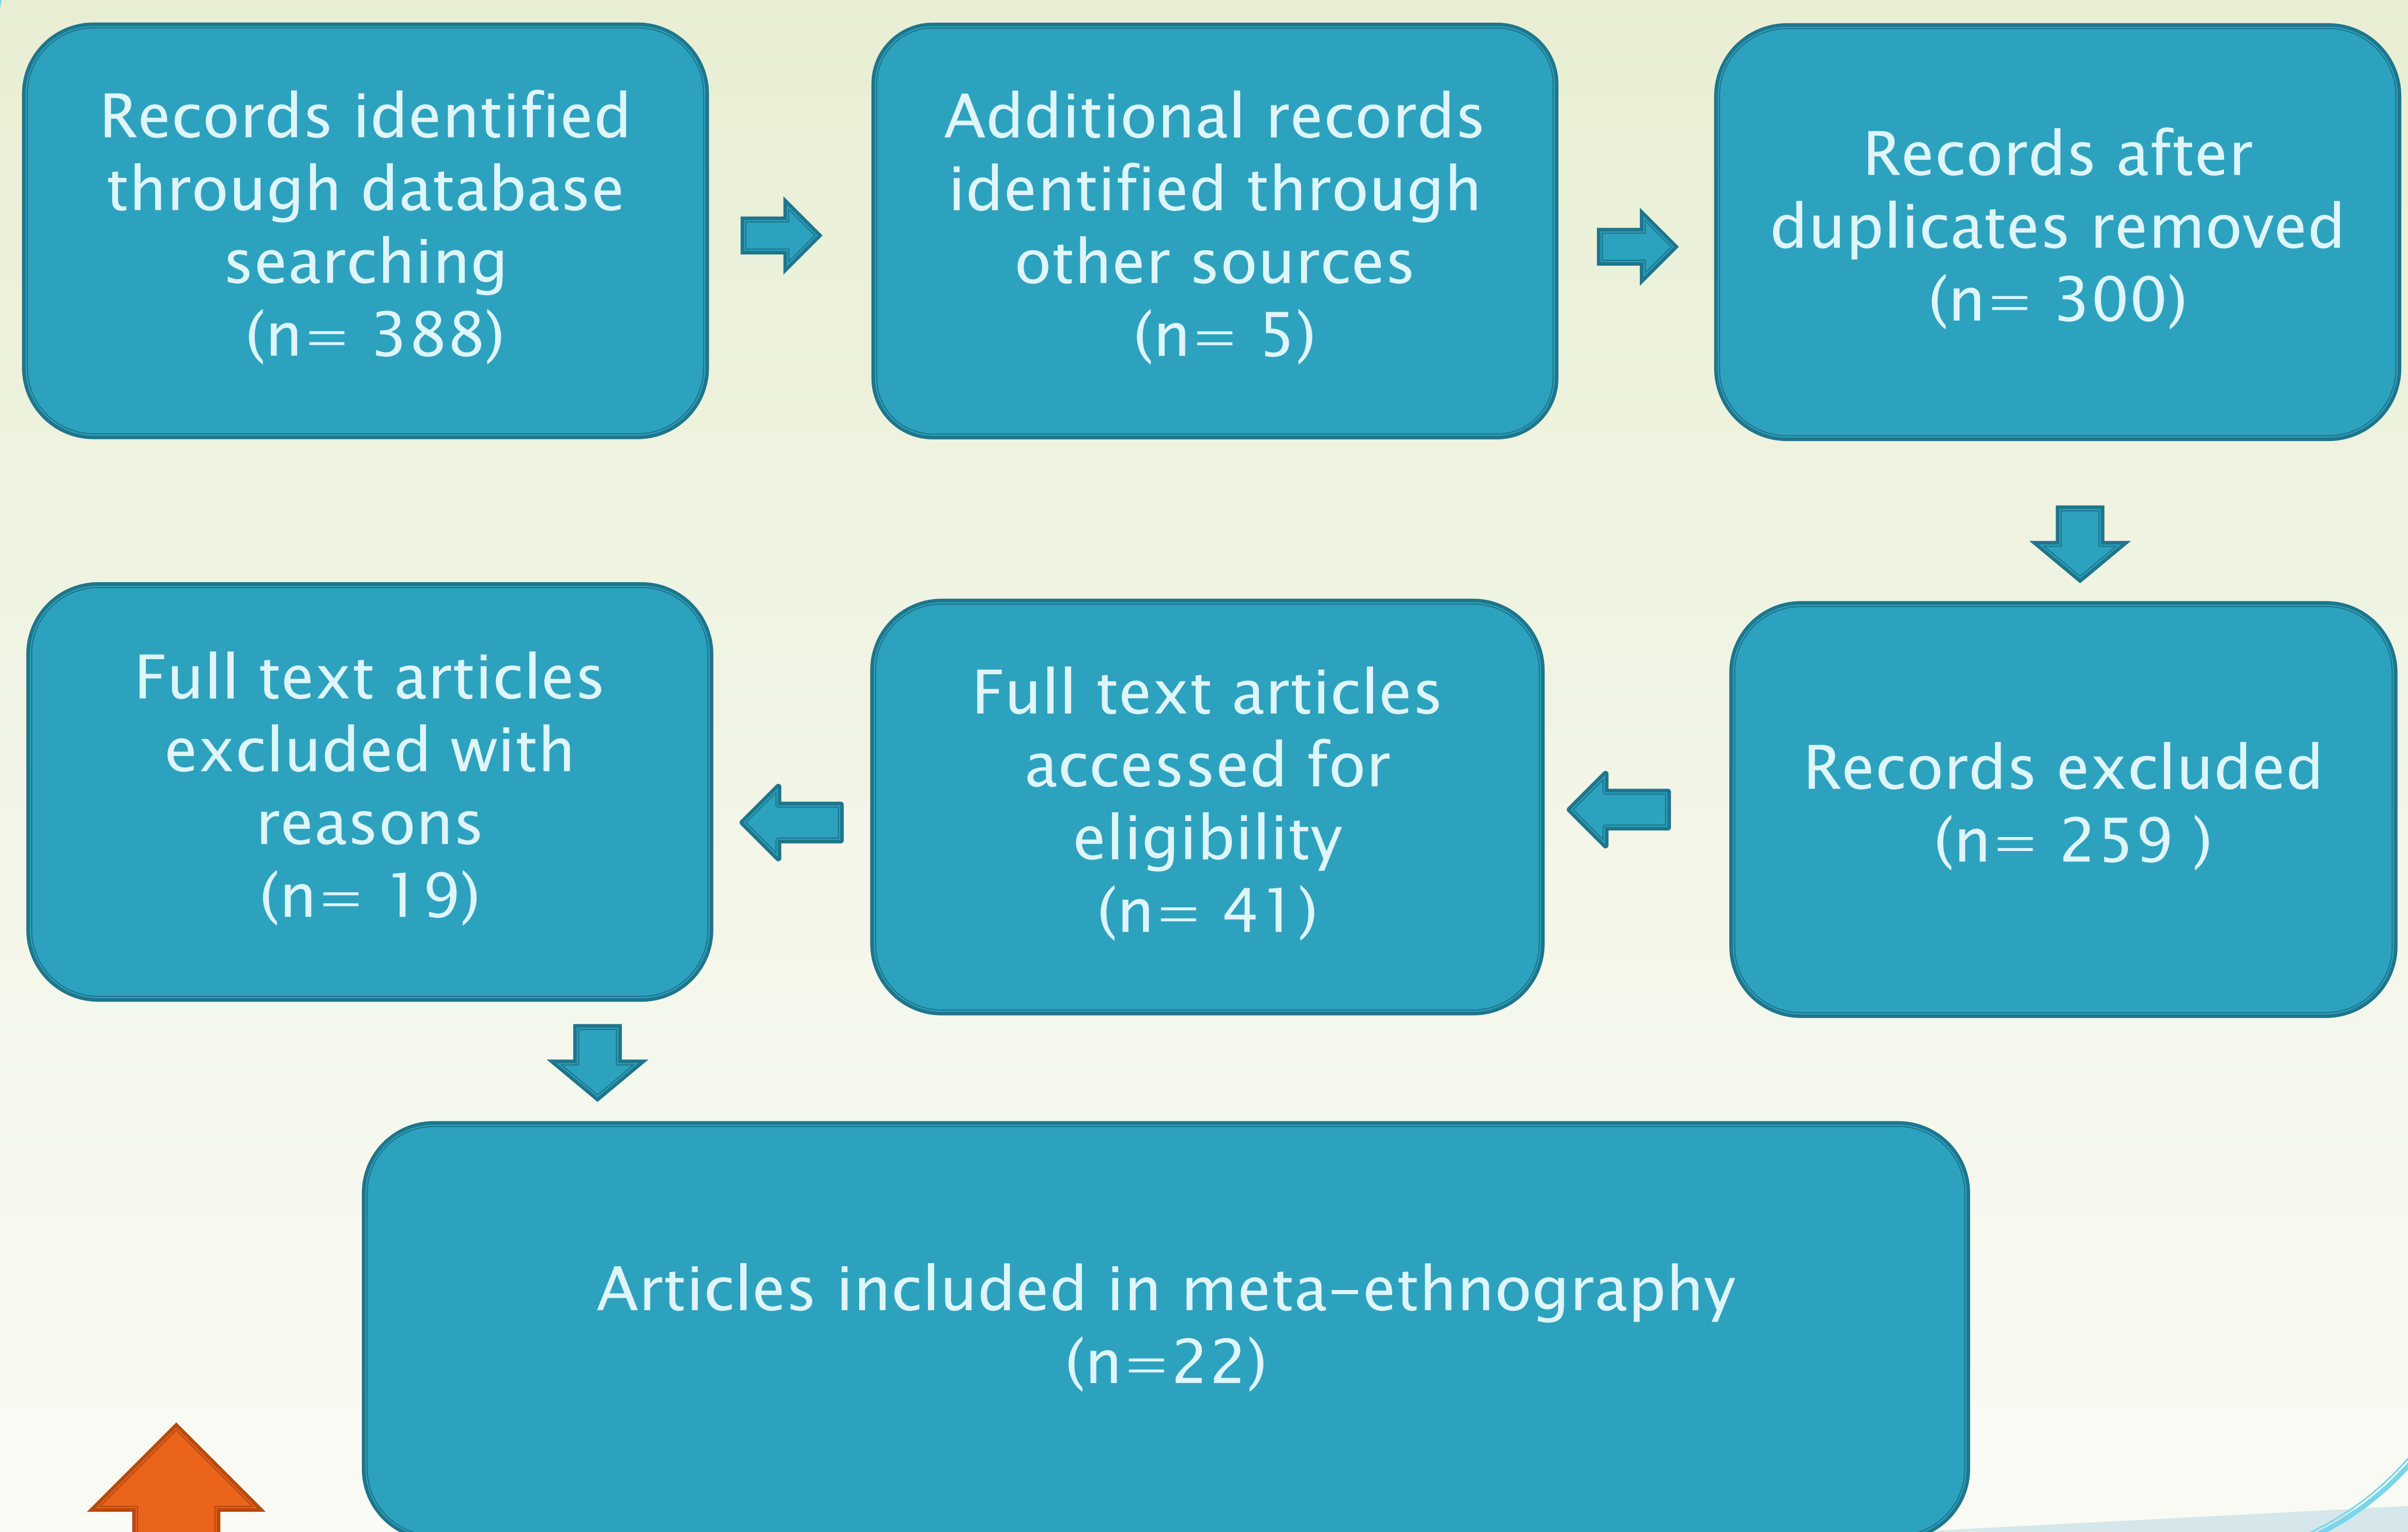 Records identified
through database
searching
(n= 388)
Additional records
identified through
other sources
(n= 5)
Records after
duplicates removed
(n= 300)
Records excluded
(n= 259 )
Full text articles
accessed for
eligibility
(n= 41)
Full text articles
excluded with
reasons
(n= 19)
Articles included in meta-ethnography
(n=22)